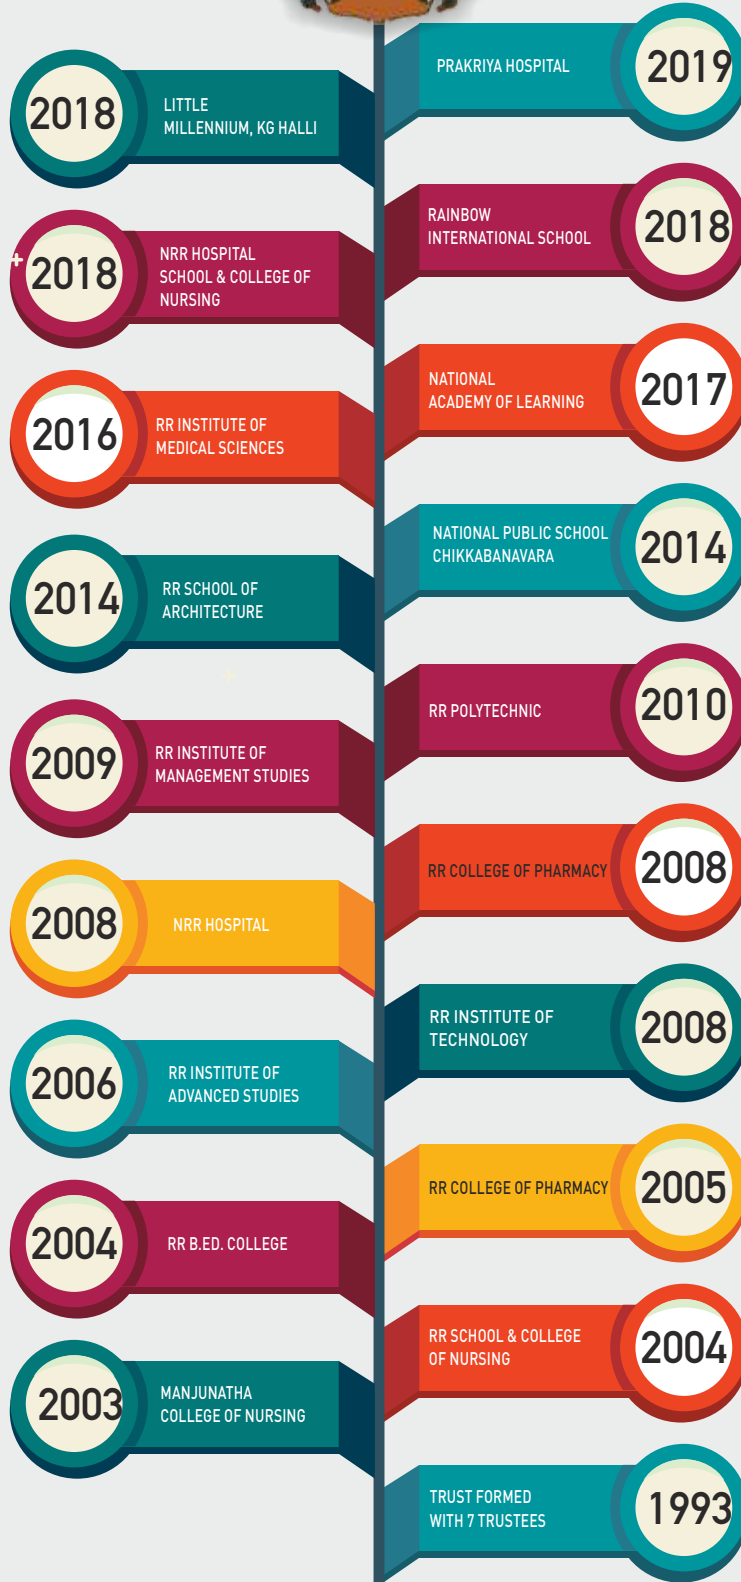 PRAKRIYA HOSPITAL
2019
2018
LITTLE
MILLENNIUM, KG HALLI
RAINBOW
INTERNATIONAL SCHOOL
2018
2018
NRR HOSPITAL
SCHOOL & COLLEGE OF
NURSING
NATIONAL
ACADEMY OF LEARNING
2017
2016
RR INSTITUTE OF
MEDICAL SCIENCES
NATIONAL PUBLIC SCHOOL
CHIKKABANAVARA
2014
2014
RR SCHOOL OF
ARCHITECTURE
RR POLYTECHNIC
2010
2009
RR INSTITUTE OF
MANAGEMENT STUDIES
RR COLLEGE OF PHARMACY
2008
2008
NRR HOSPITAL
RR INSTITUTE OF
TECHNOLOGY
2008
2006
RR INSTITUTE OF
ADVANCED STUDIES
RR COLLEGE OF PHARMACY
2005
2004
RR B.ED. COLLEGE
RR SCHOOL & COLLEGE
OF NURSING
2004
2003
MANJUNATHA
COLLEGE OF NURSING
TRUST FORMED
WITH 7 TRUSTEES
1993